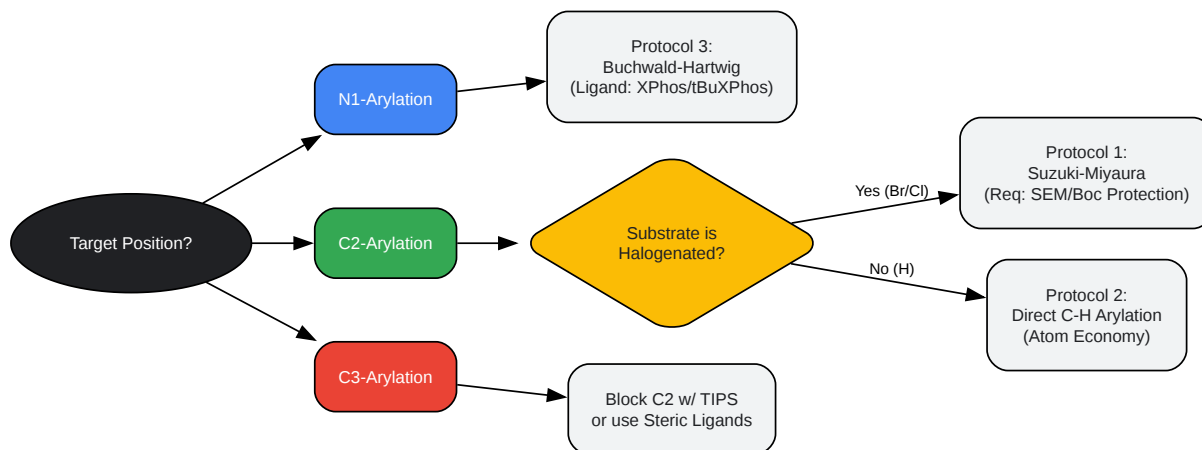 Target Position?
N1-Arylation
Protocol 3:
Buchwald-Hartwig
(Ligand: XPhos/tBuXPhos)
C2-Arylation
Substrate is
Halogenated?
Yes (Br/Cl)
Protocol 1:
Suzuki-Miyaura
(Req: SEM/Boc Protection)
No (H)
Protocol 2:
Direct C-H Arylation
(Atom Economy)
C3-Arylation
Block C2 w/ TIPS
or use Steric Ligands